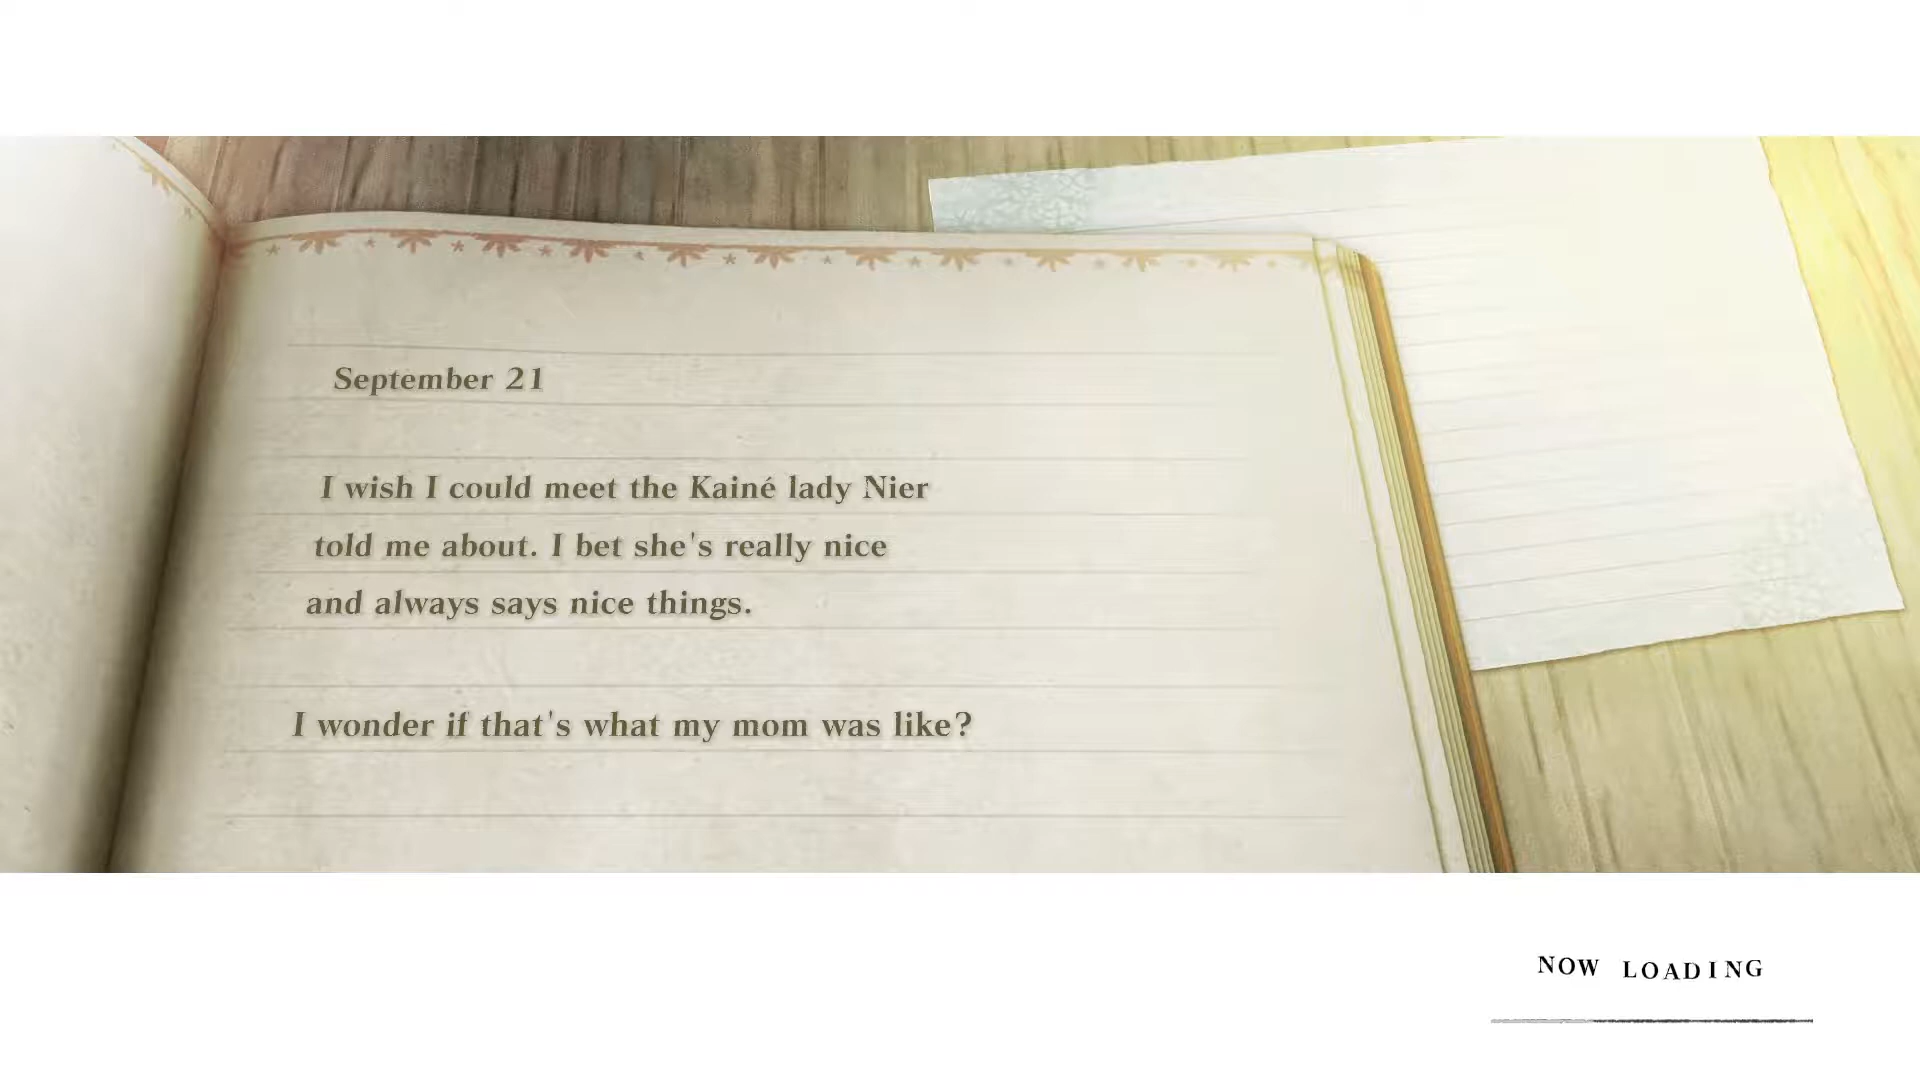 September 21
I wish I could meet the Kainé lady Nier
told me about. I bet she's really nice
and always says nice things.
I wonder if that's what my mom was like?
NOW LOADING